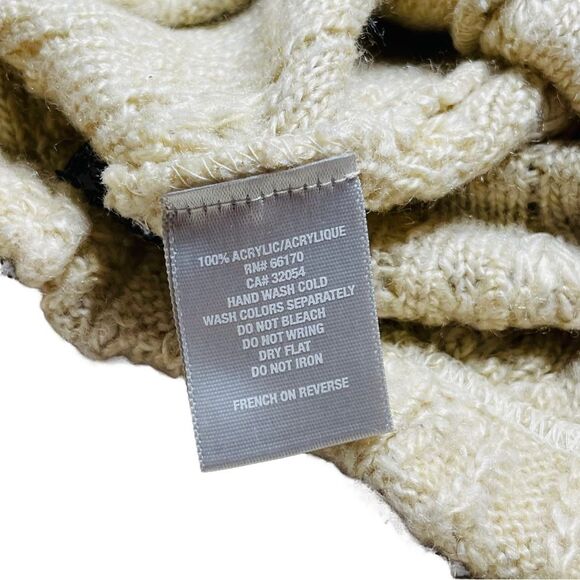 100% ACRYLIC/ACRYLIQUE
RN# 66170
CA# 32054
HAND WASH COLD
WASH COLORS SEPARATELY
DO NOT BLEACH
DO NOT WRING
DRY FLAT
DO NOT IRON
FRENCH ON REVERSE